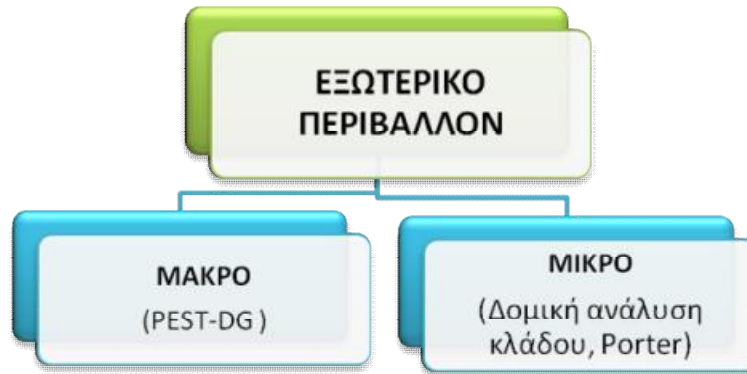 ΕΞΩΤΕΡΙΚΟ
ΠΕΡΙΒΑΛΛΟΝ
ΜΑΚΡΟ
(PEST-DG )
ΜΙΚΡΟ
(Δομική ανάλυση
κλάδου, Porter)